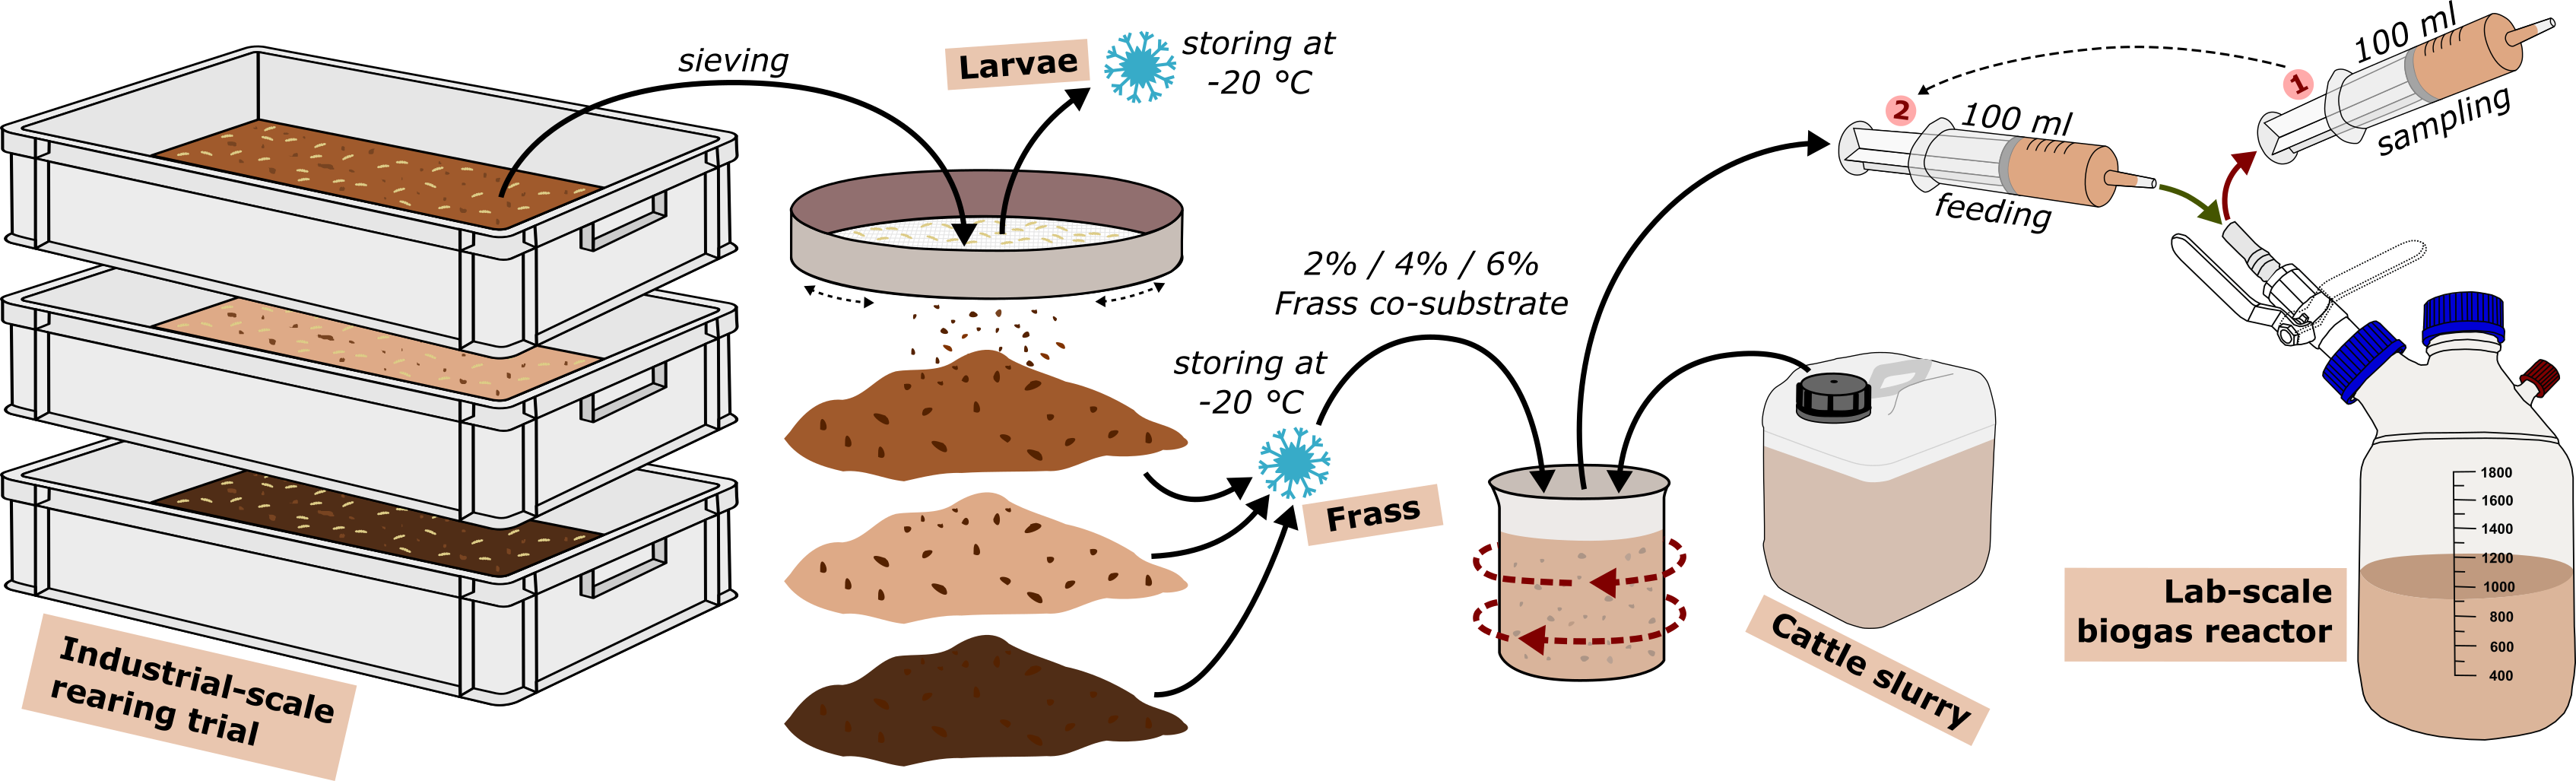 sieving
Larvae
storing at
-20 °C
Industrial-scale
rearing trial
storing at
-20 °C
Frass
2% / 4% / 6%
Frass co-substrate
Cattle slurry
2
100 ml
feeding
1
100 ml
sampling
Lab-scale
biogas reactor
1800
1600
1400
1200
1000
800
600
400